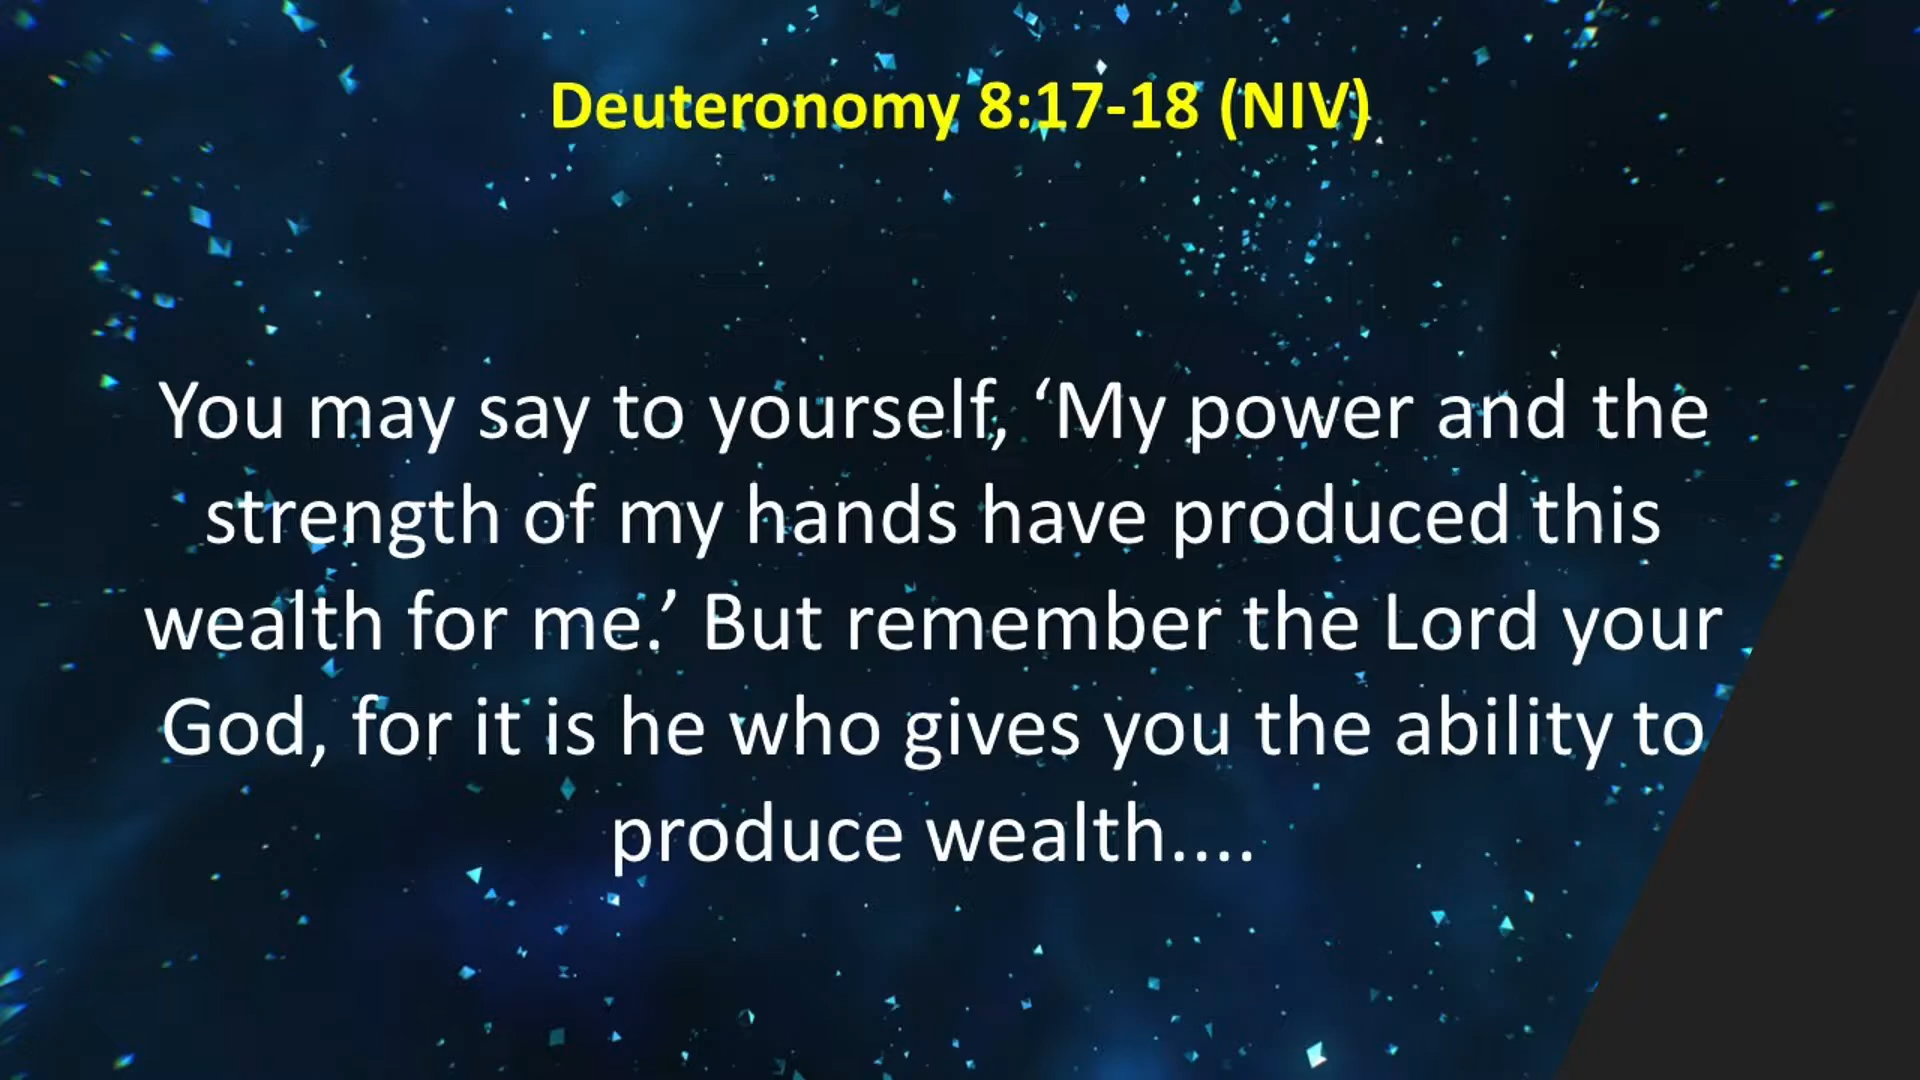 Deuteronomy 8:17-18 (NIV)
You may say to yourself, ‘My power and the
strength of my hands have produced this
wealth for me.’ But remember the Lord your
God, for it is he who gives you the ability to
produce wealth....